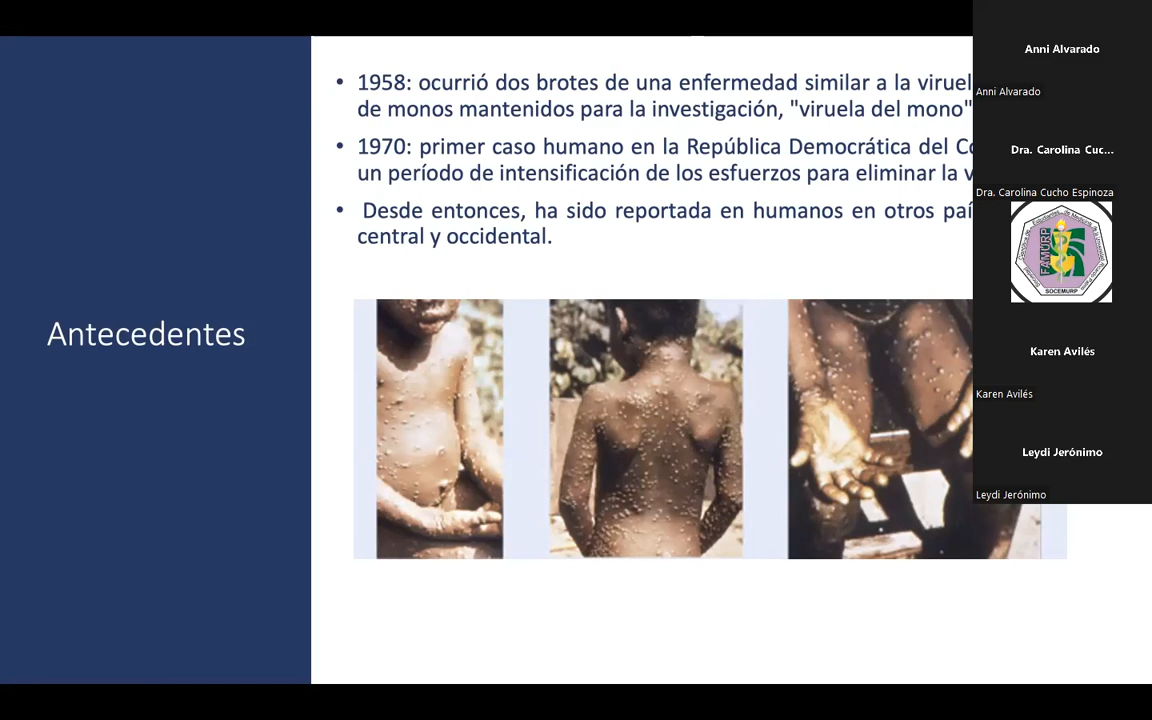 1958: ocurrió dos brotes de una enfermedad similar a la
de monos mantenidos para la investigación, "viruela del mono"
1970: primer caso humano en la República Democrática del
un período de intensificación de los esfuerzos para eliminar la
Desde entonces, ha sido reportada en humanos en otros
central y occidental.
Antecedentes
Anni Alvarado
Anni Alvarado
Dra. Carolina Cuc...
Dra. Carolina Cucho Espinoza
FAMURP
SOCEMURP
Karen Avilés
Karen Avilés
Leydi Jerónimo
Leydi Jerónimo